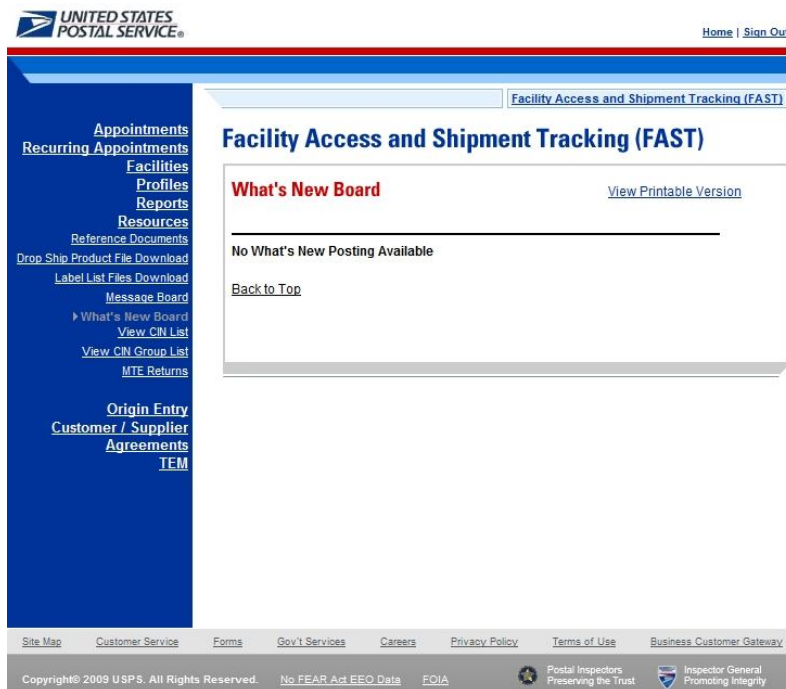 UNITED STATES
POSTAL SERVICE®
Home | Sign Out
Facility Access and Shipment Tracking (FAST)
Appointments
Recurring Appointments
Facilities
Profiles
Reports
Resources
Reference Documents
Drop Ship Product File Download
Label List Files Download
Message Board
What's New Board
View CIN List
View CIN Group List
MTE Returns
Origin Entry
Customer / Supplier
Agreements
TEM
Facility Access and Shipment Tracking (FAST)
What's New Board
View Printable Version
No What's New Posting Available
Back to Top
Site Map Customer Service Forms Gov't Services Careers Privacy Policy Terms of Use Business Customer Gateway
Copyright© 2009 USPS. All Rights Reserved. No FEAR Act EEO Data FOIA
Postal Inspectors
Preserving the Trust
Inspector General
Promoting Integrity